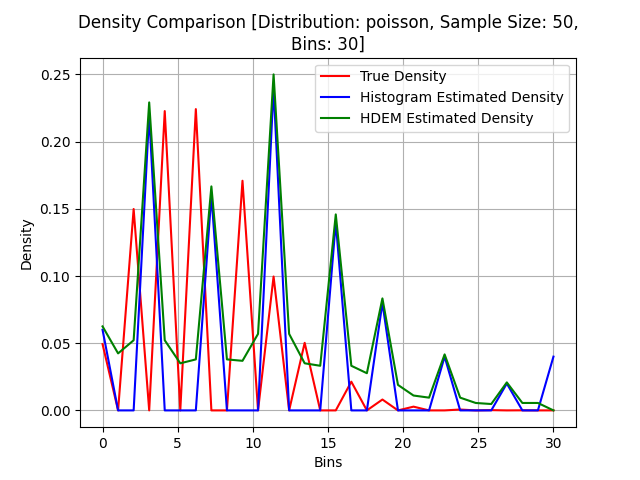 Density Comparison [Distribution: poisson, Sample Size: 50,
Bins: 30]
True Density
Histogram Estimated Density
HDEM Estimated Density
Density
0.25
0.20
0.15
0.10
0.05
0.00
0 5 10 15 20 25 30
Bins